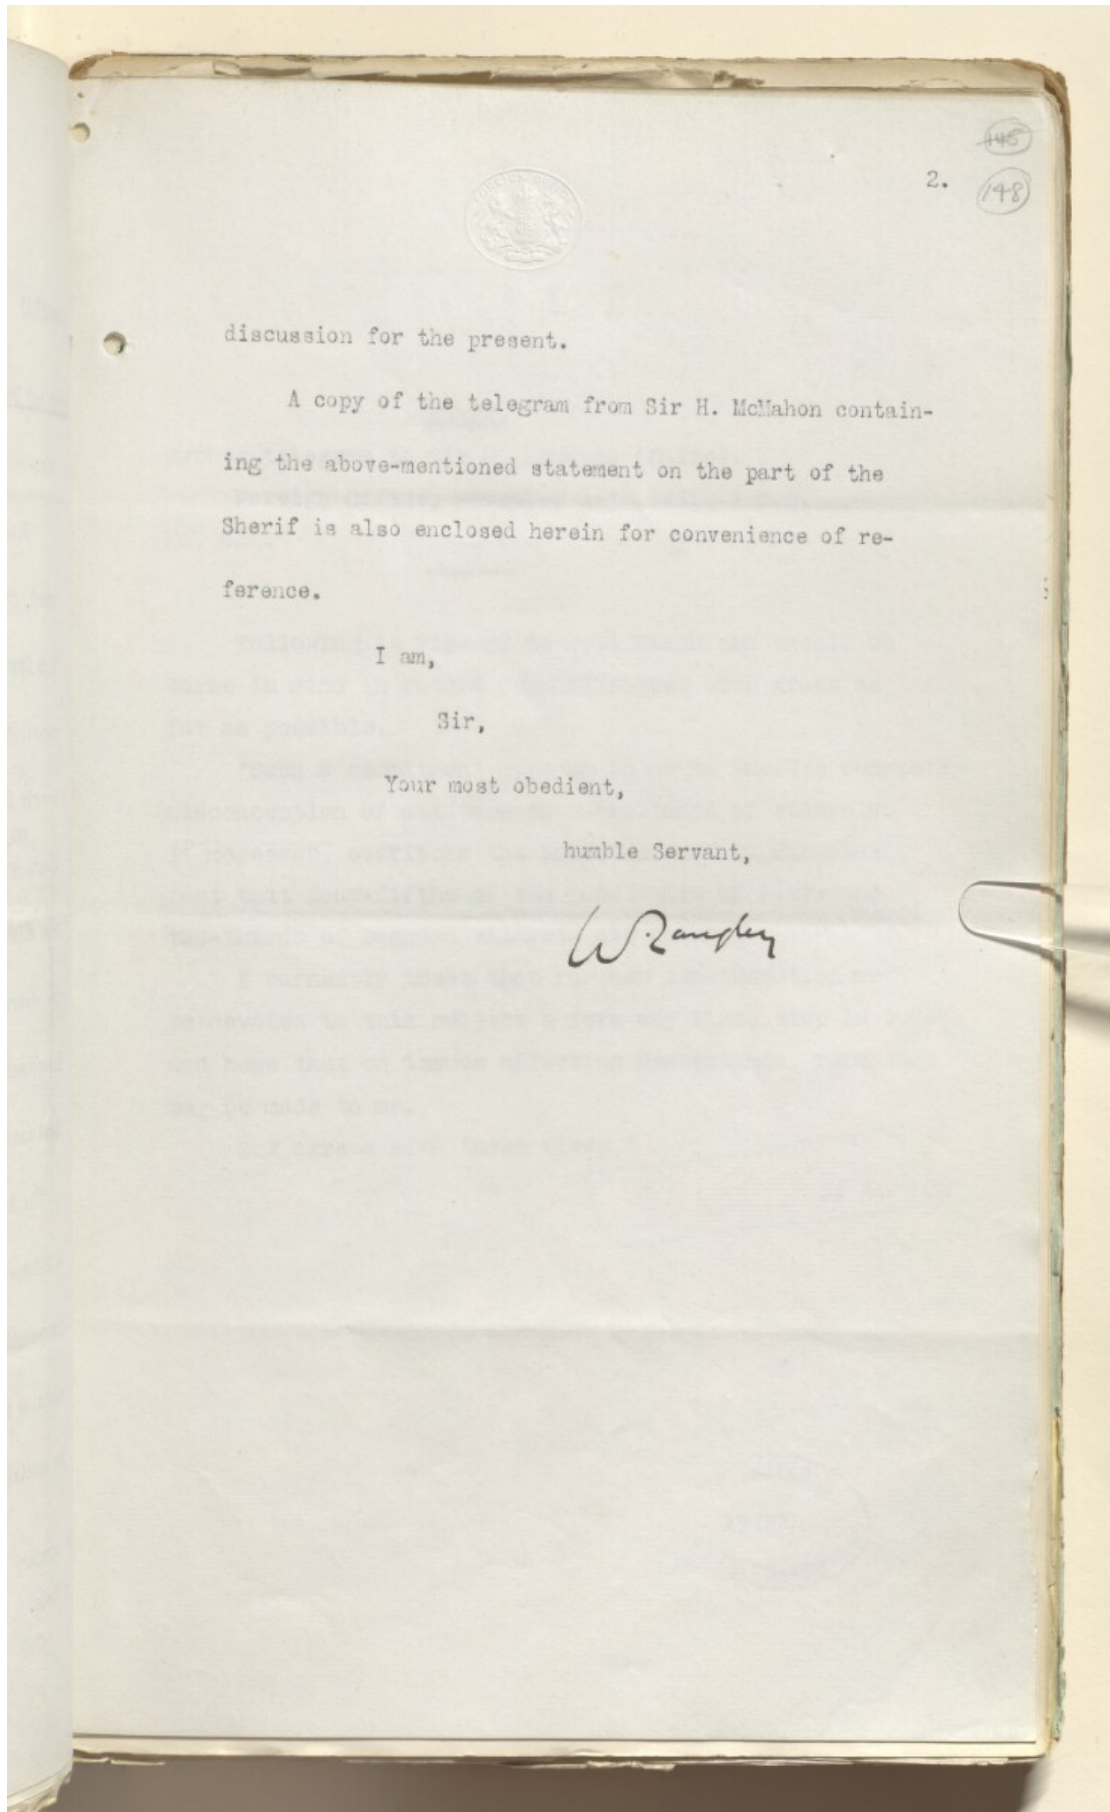 145
2.
148
discussion for the present.
A copy of the telegram from Sir H. McMahon contain-
ing the above-mentioned statement on the part of the
Sherif is also enclosed herein for convenience of re-
ference.
I am,
Sir,
Your most obedient,
humble Servant,
W Langley